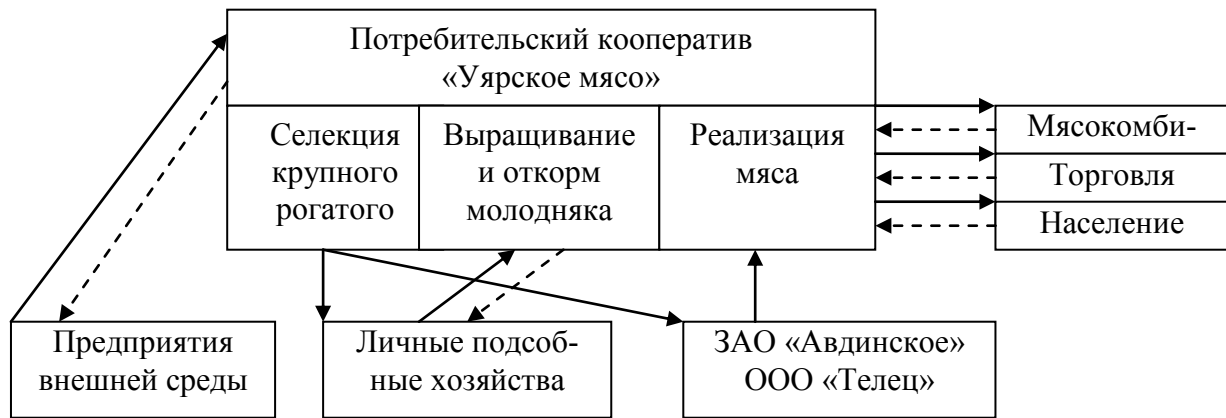 Потребительский кооператив
«Уярское мясо»
Селекция
крупного
рогатого
Выращивание
и откорм
молодняка
Реализация
мяса
Мясокомби-
Торговля
Население
Предприятия
внешней среды
Личные подсоб-
ные хозяйства
ЗАО «Авдинское»
ООО «Телец»